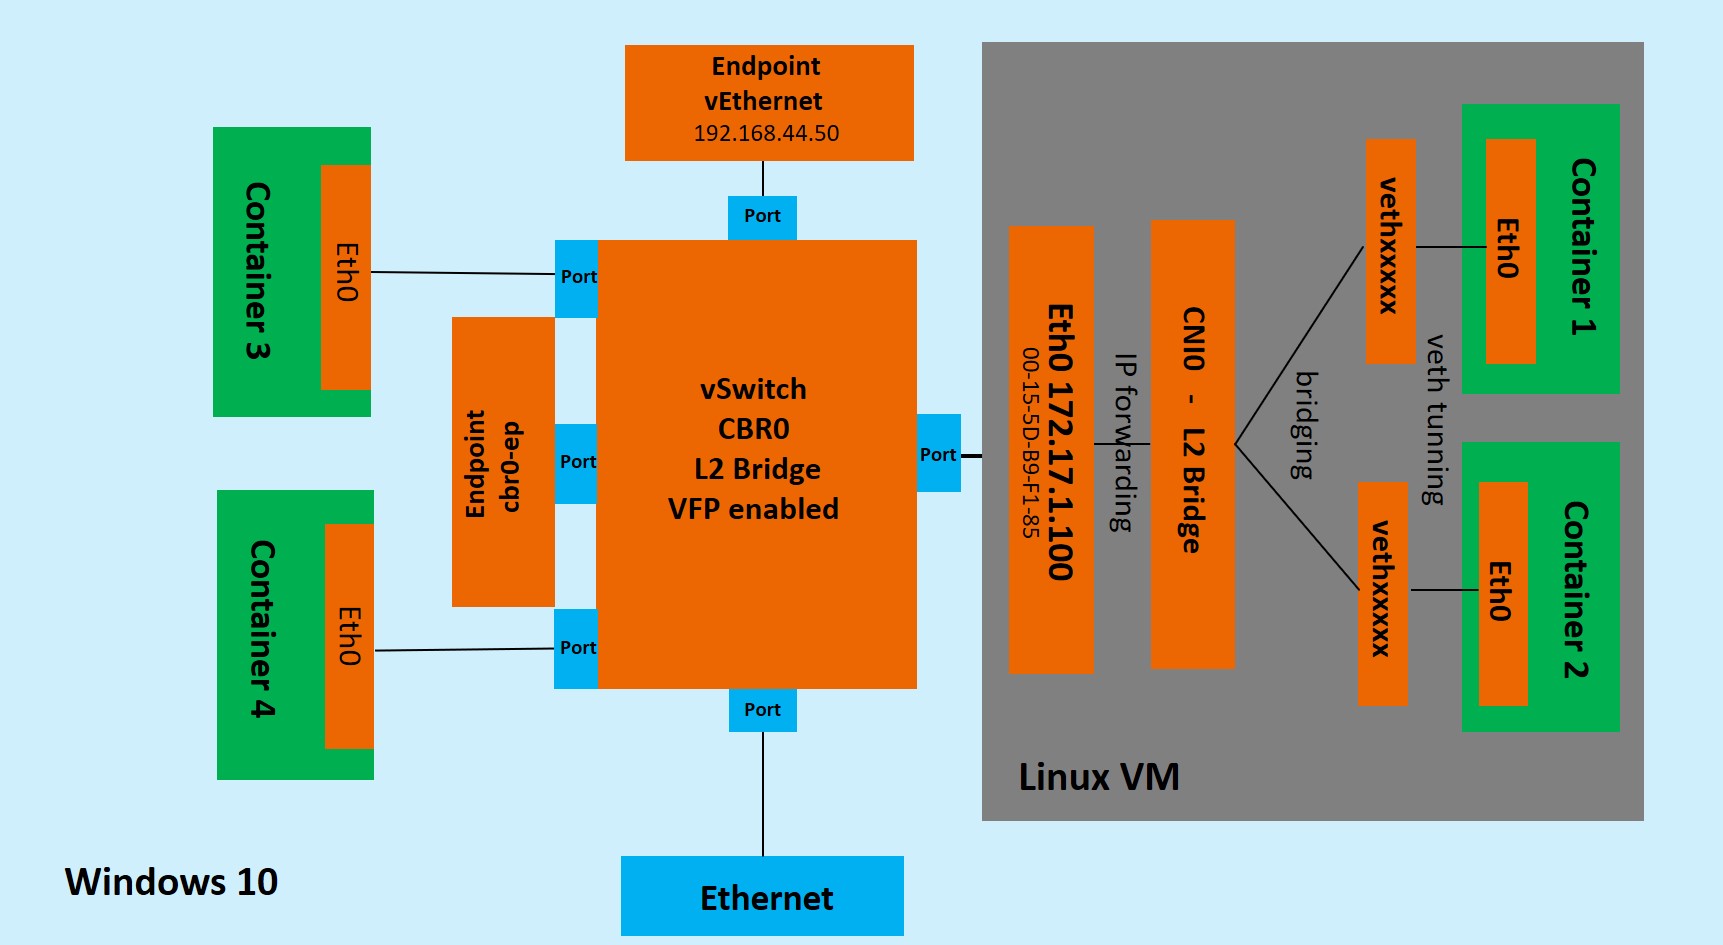 Endpoint
vEthernet
192.168.44.50
Port
Container 3
Eth0
Port
Endpoint
cbr0-ep
Port
vSwitch
CBR0
L2 Bridge
VFP enabled
Port
Container 4
Eth0
Port
Port
Ethernet
Windows 10
Eth0 172.17.1.100
00-15-5D-B9-F1-85
IP forwarding
CNI0 - L2 Bridge
bridging
vethxxxxx
veth tunning
Eth0
Container 1
vethxxxxx
Eth0
Container 2
Linux VM